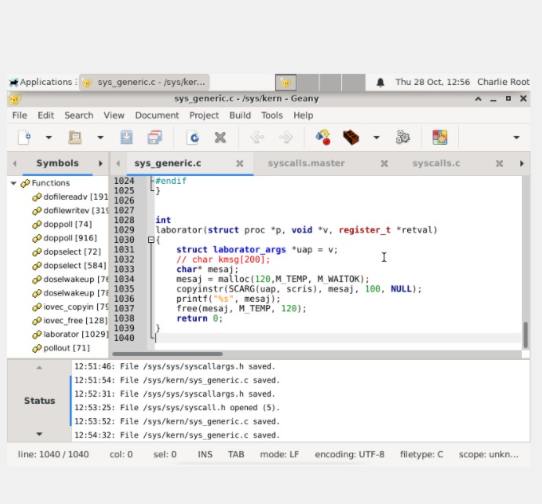 Applications : sys_generic.c - /sys/ker... Thu 28 Oct, 12:56 Charlie Root
sys_generic.c - /sys/kern - Geany
File Edit Search View Document Project Build Tools Help
Symbols sys_generic.c syscalls.master syscalls.c
Functions
dofilereadv [191
dofilewritev [319
doppoll [74]
doppoll [916]
dopselect [72]
dopselect [584]
doselwakeup [76
doselwakeup [78
iovec_copyin [79
iovec_free [128]
laborator [1029]
pollout [71]
1024 #endif
1025 }
1026
1027
1028 int
1029 laborator(struct proc *p, void *v, register_t *retval)
1030 {
1031 struct laborator_args *uap = v;
1032 // char kmsg[200];
1033 char* mesaj;
1034 mesaj = malloc(120,M_TEMP, M_WAITOK);
1035 copyinstr(SCARG(uap, scris), mesaj, 100, NULL);
1036 printf("%s", mesaj);
1037 free(mesaj, M_TEMP, 120);
1038 return 0;
1039 }
1040
Status
12:51:46: File /sys/sys/syscallargs.h saved.
12:51:54: File /sys/kern/sys_generic.c saved.
12:52:31: File /sys/sys/syscallargs.h saved.
12:53:25: File /sys/sys/syscall.h opened (5).
12:53:52: File /sys/kern/sys_generic.c saved.
12:54:32: File /sys/kern/sys_generic.c saved.
line: 1040 / 1040 col: 0 sel: 0 INS TAB mode: LF encoding: UTF-8 filetype: C scope: unkn...